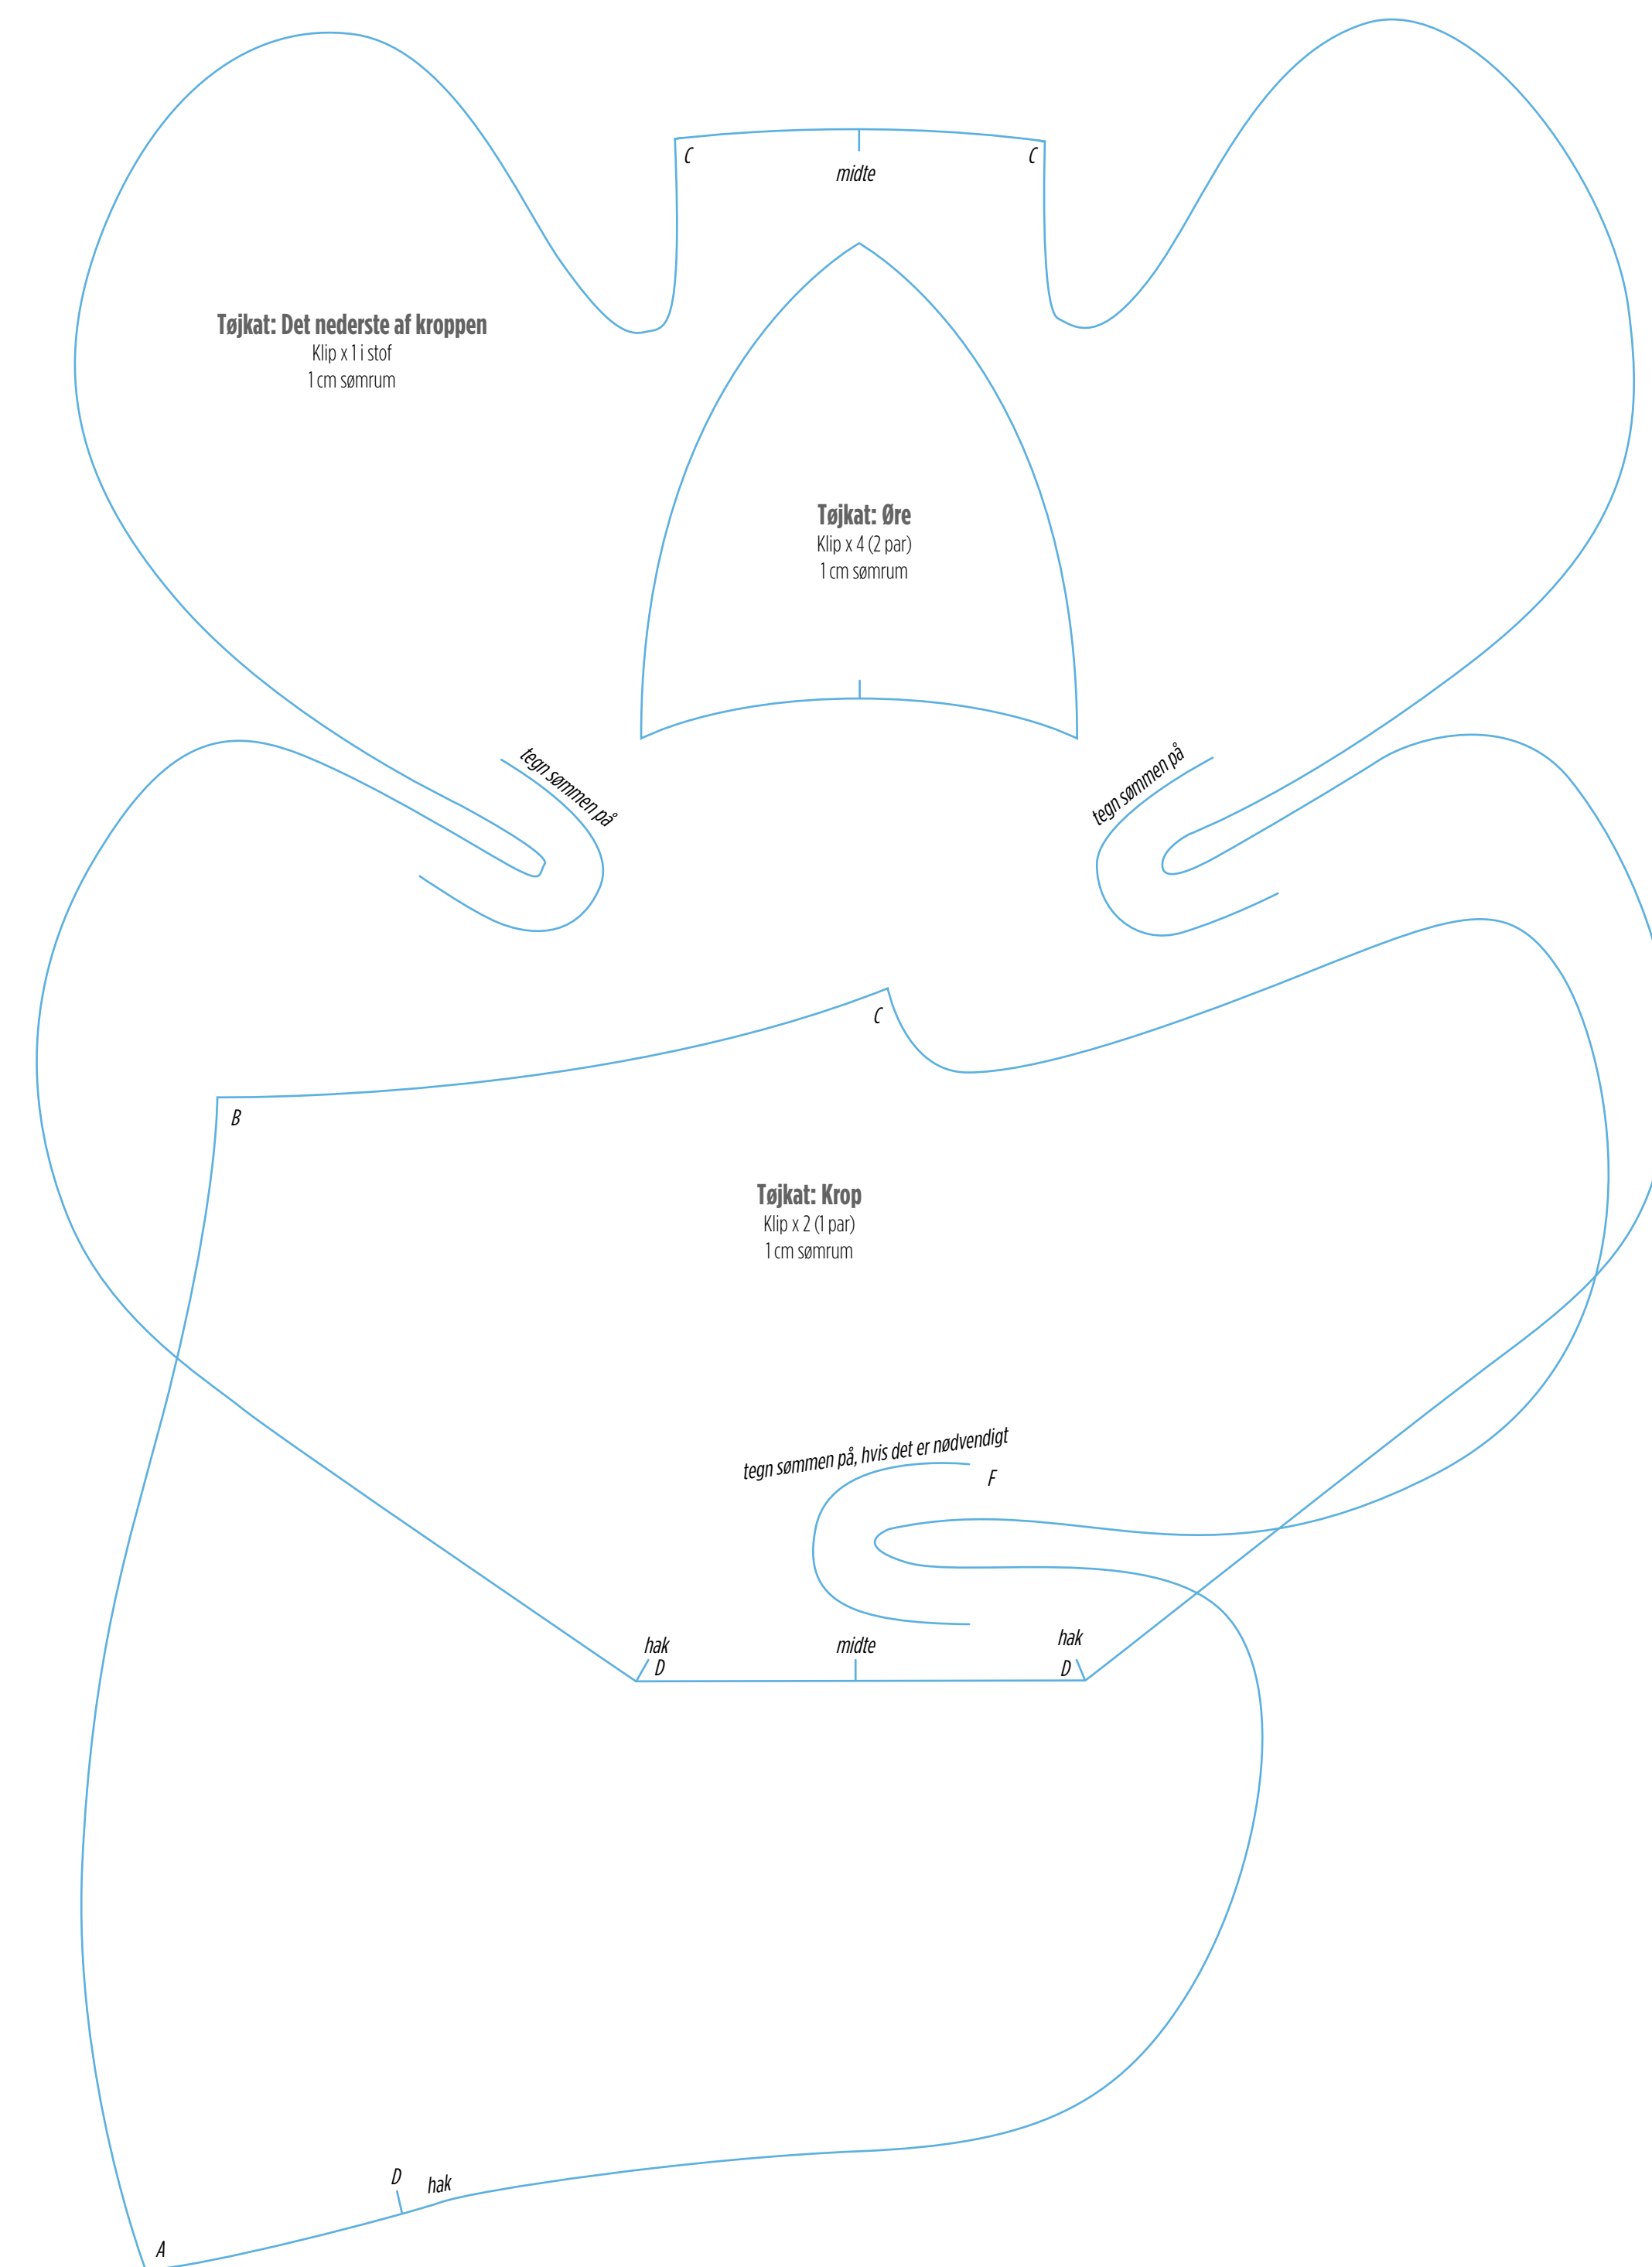 C
C
midte
Tøjkat: Det nederste af kroppen
Klip x 1 i stof
1 cm sømrum
Tøjkat: Øre
Klip x 4 (2 par)
1 cm sømrum
tegn sømmen på
tegn sømmen på
C
B
Tøjkat: Krop
Klip x 2 (1 par)
1 cm sømrum
tegn sømmen på, hvis det er nødvendigt
F
hak
midte
hak
D
D
D
hak
A